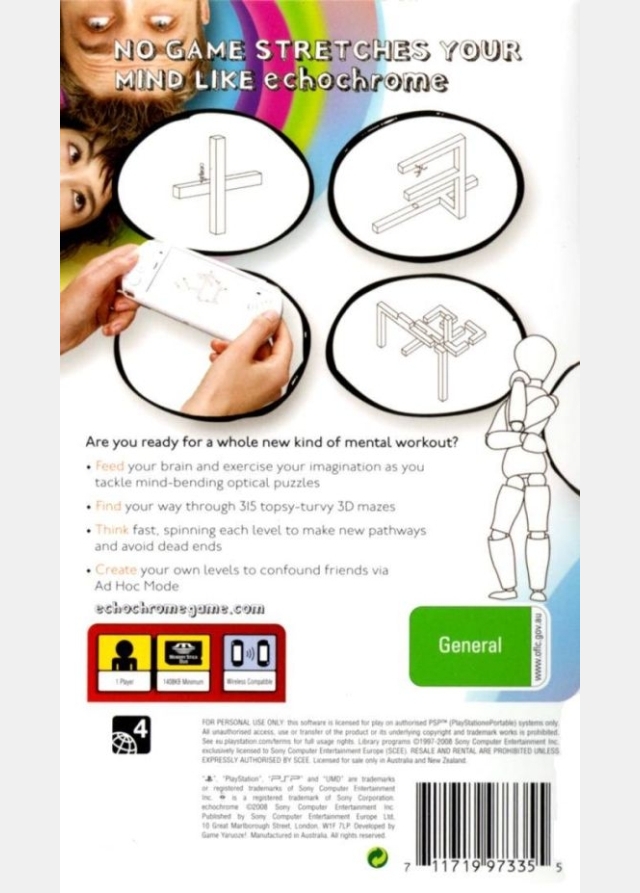 NO GAME STRETCHES YOUR
MIND LIKE echochrome
Are you ready for a whole new kind of mental workout?
• Feed your brain and exercise your imagination as you
tackle mind-bending optical puzzles
• Find your way through 315 topsy-turvy 3D mazes
• Think fast, spinning each level to make new pathways
and avoid dead ends
• Create your own levels to confound friends via
Ad Hoc Mode
echochromegame.com
General
www.oflc.gov.au
1 Player
1408KB Minimum
Wireless Compatible
4
FOR PERSONAL USE ONLY: this software is licensed for play on authorised PSP™ (PlayStation®Portable) systems only.
All unauthorised access, use or transfer of the product or its underlying copyright and trademark works is prohibited.
See eu.playstation.com/terms for full usage rights. Library programs ©1997-2008 Sony Computer Entertainment Inc.
exclusively licensed to Sony Computer Entertainment Europe (SCEE). RESALE AND RENTAL ARE PROHIBITED UNLESS
EXPRESSLY AUTHORISED BY SCEE. Licensed for sale only in Australia and New Zealand.
"PlayStation", "PSP" and "UMD" are trademarks
or registered trademarks of Sony Computer Entertainment
Inc. is a registered trademark of Sony Corporation.
echochrome ©2008 Sony Computer Entertainment Inc.
Published by Sony Computer Entertainment Europe Ltd,
10 Great Marlborough Street, London, W1F 7LP. Developed by
Game Yarouze! Manufactured in Australia. All rights reserved.
7 11719 97335 5